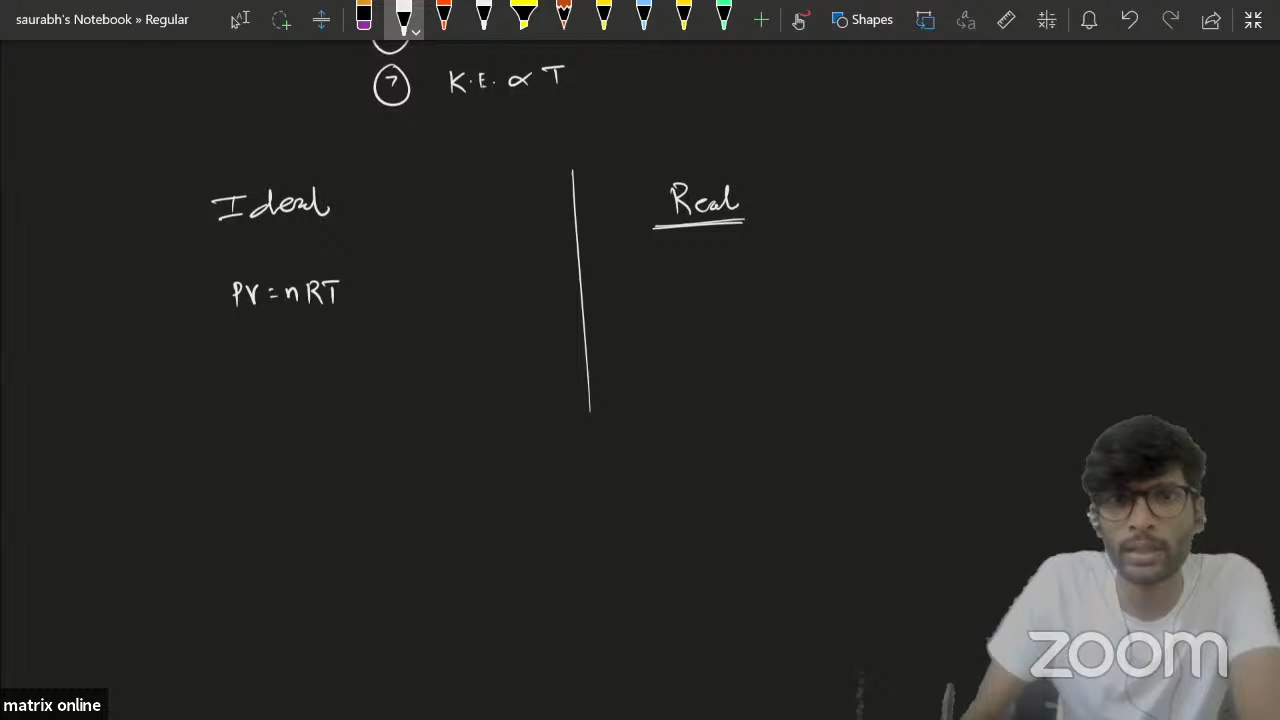 saurabh's Notebook » Regular
Shapes
7 K.E. ∝ T
Ideal
Real
PV = nRT
zoom
matrix online